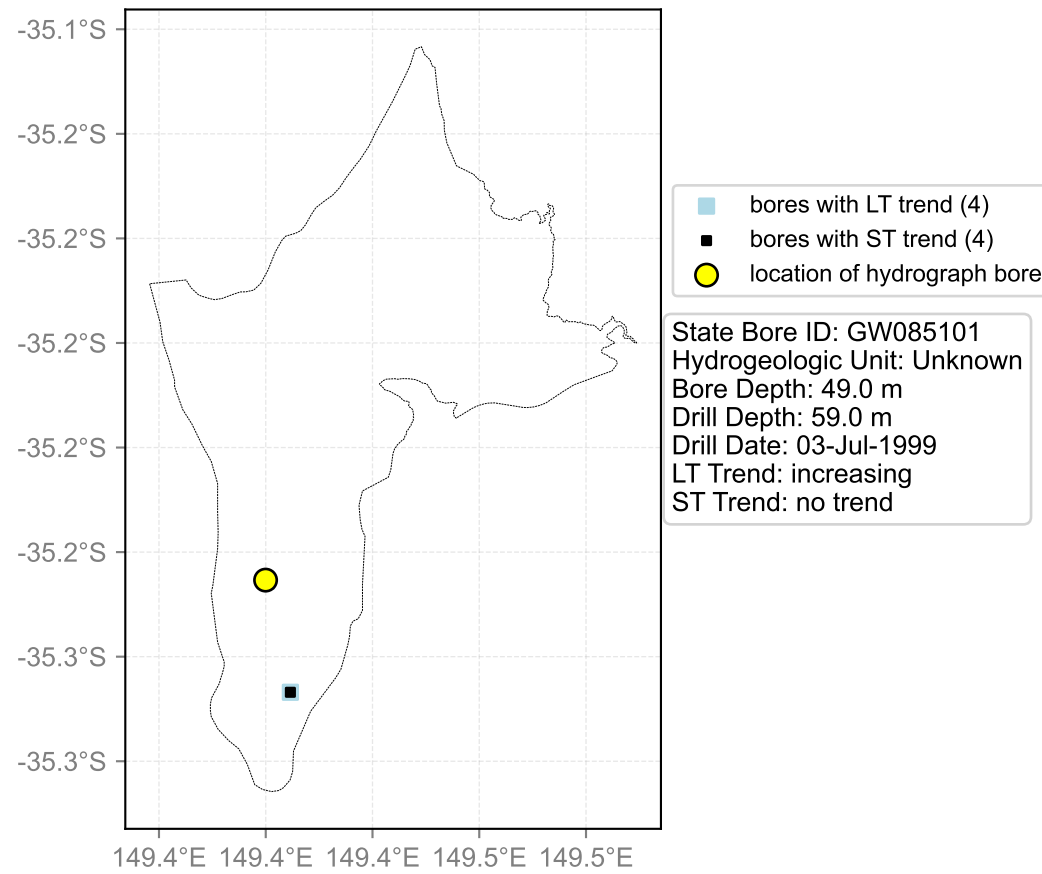 -35.1°S
-35.2°S
-35.2°S
-35.2°S
-35.2°S
-35.2°S
-35.3°S
-35.3°S
149.4°E 149.4°E 149.4°E 149.5°E 149.5°E
bores with LT trend (4)
bores with ST trend (4)
location of hydrograph bore
State Bore ID: GW085101
Hydrogeologic Unit: Unknown
Bore Depth: 49.0 m
Drill Depth: 59.0 m
Drill Date: 03-Jul-1999
LT Trend: increasing
ST Trend: no trend